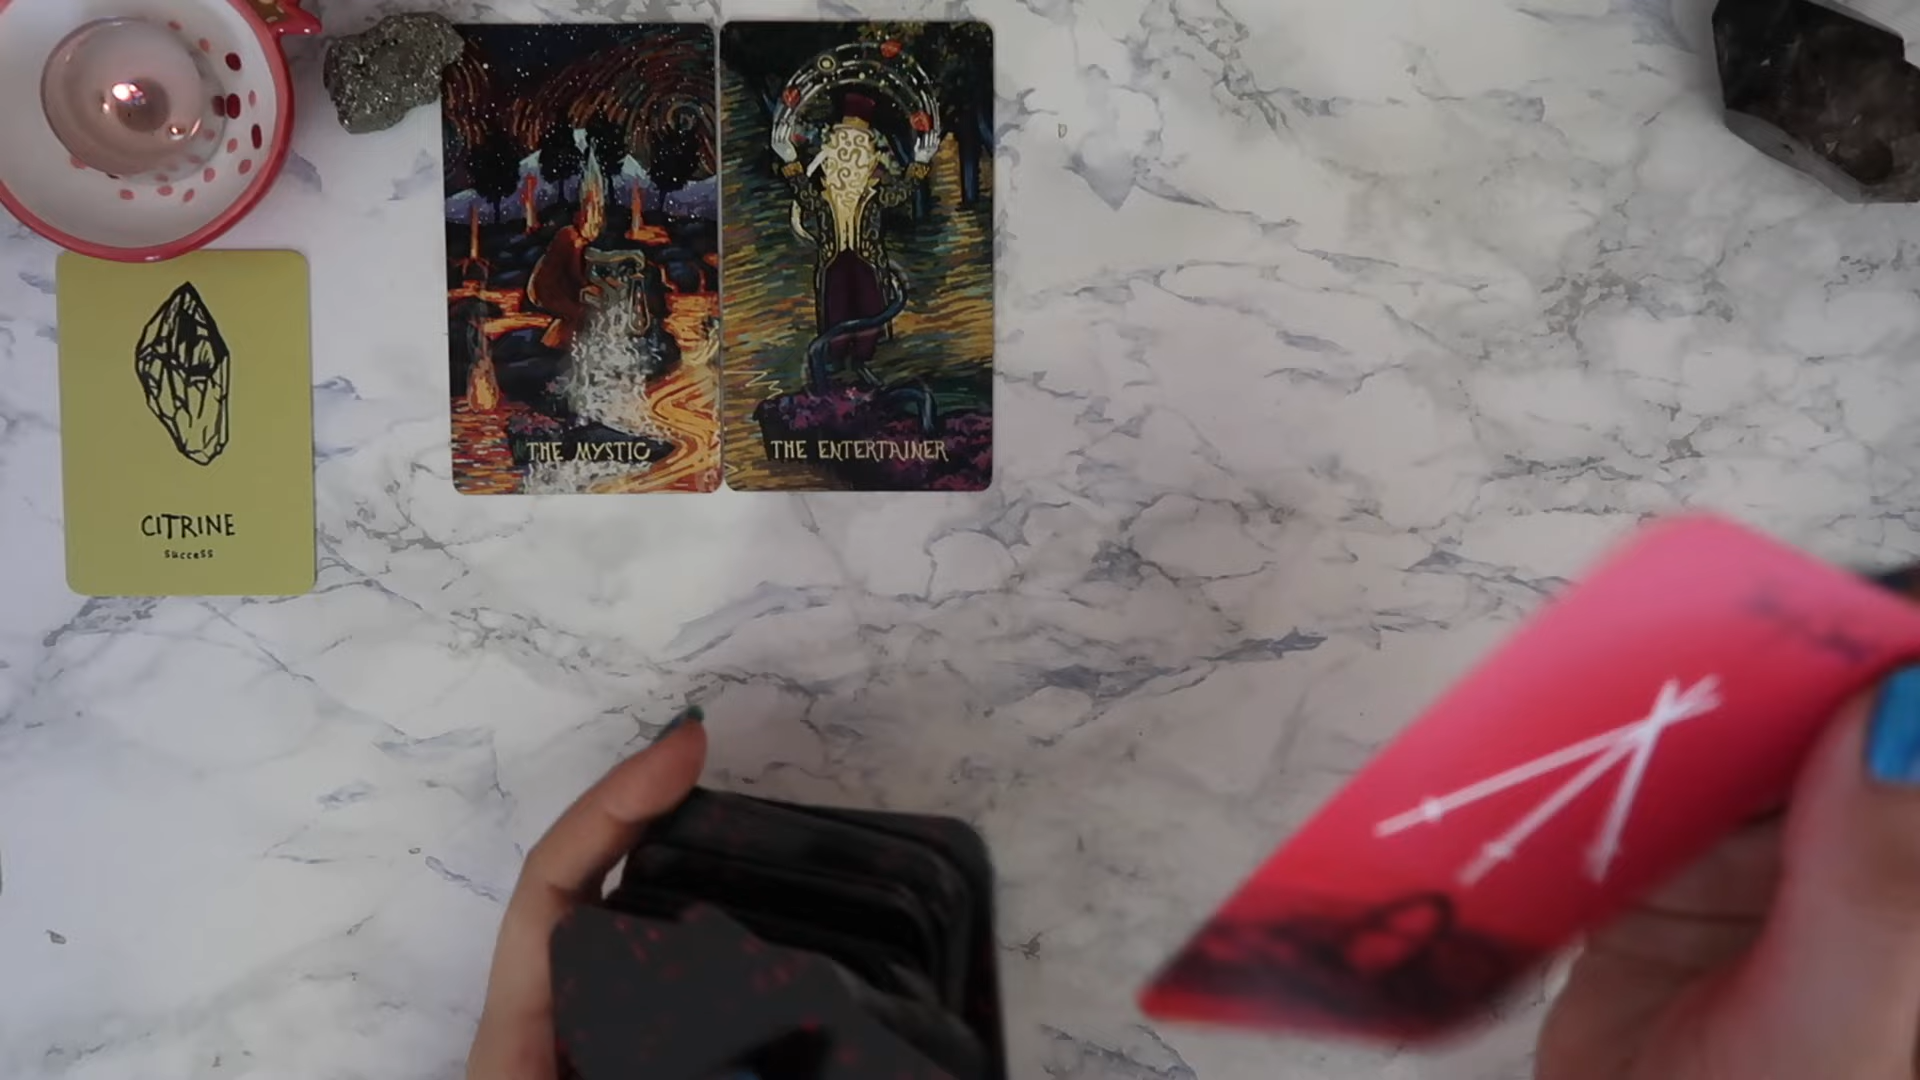 THE MYSTIC
THE ENTERTAINER
CITRINE
success